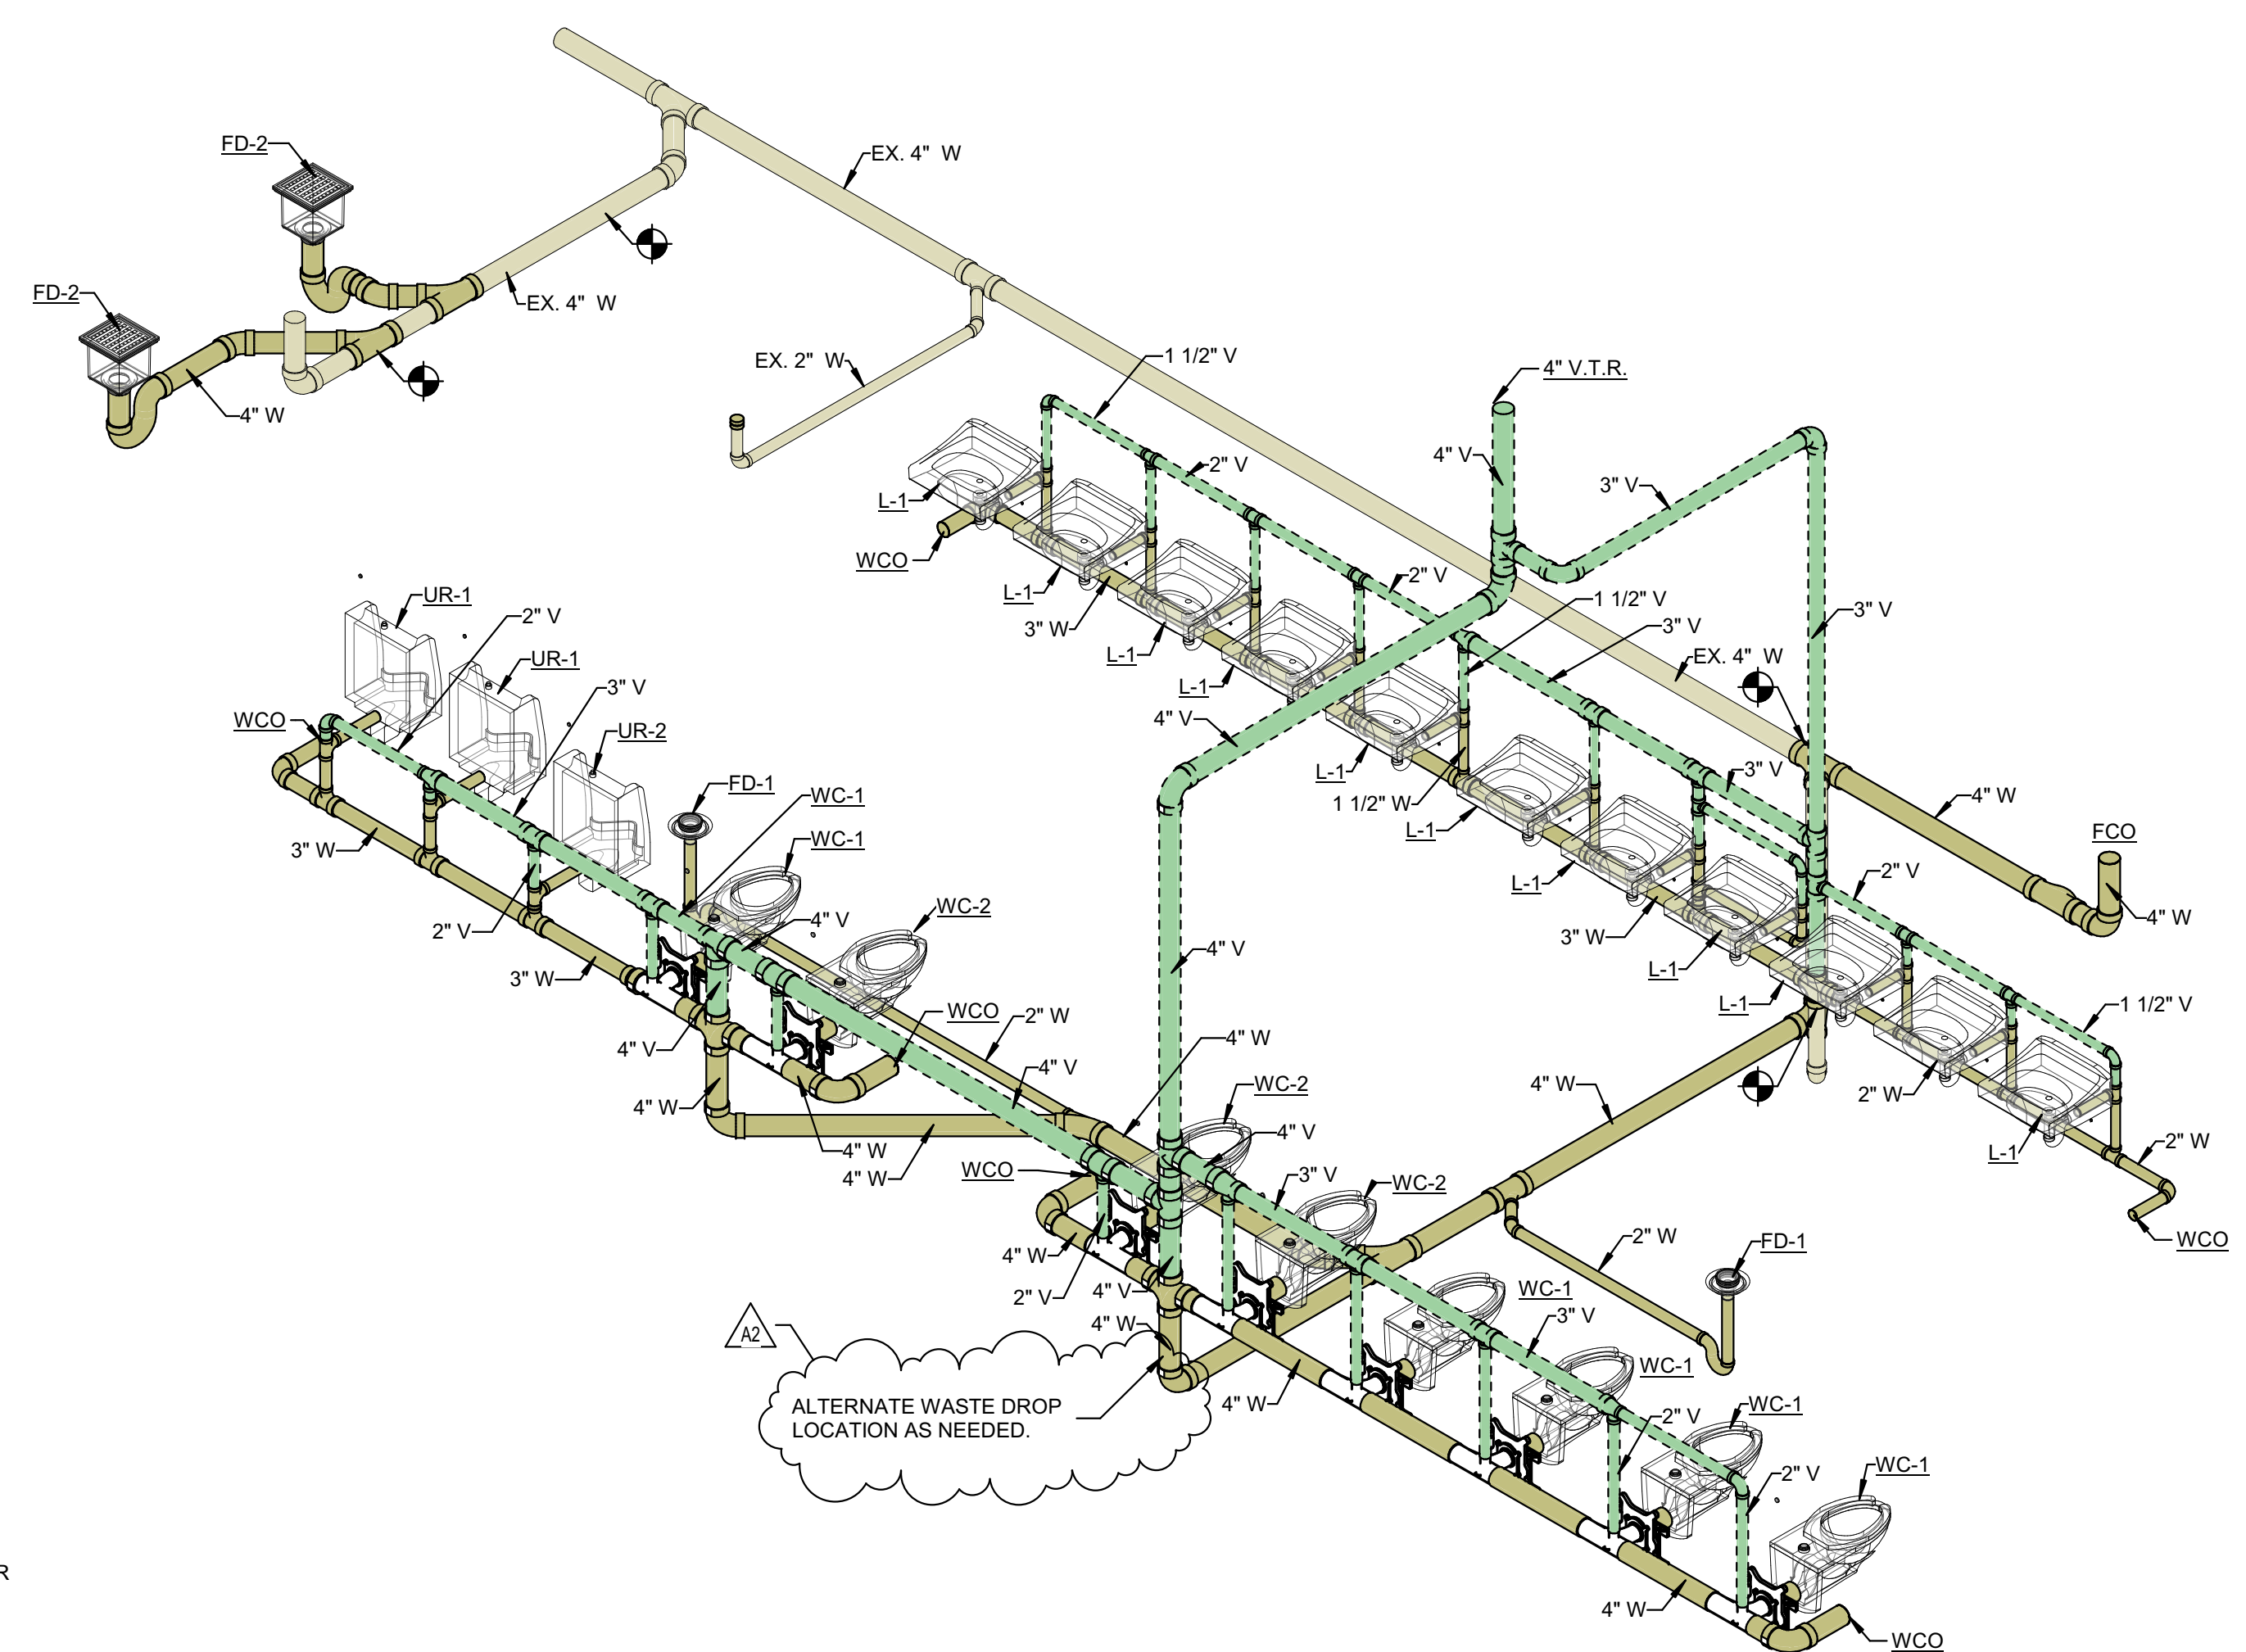 FD-2
EX. 4" W
FD-2
EX. 4" W
4" W
EX. 2" W
1 1/2" V
4" V.T.R.
4" V
2" V
3" V
L-1
WCO
2" V
1 1/2" V
3" V
3" V
L-1
3" W
UR-1
2" V
UR-1
3" V
L-1
EX. 4" W
L-1
WCO
4" V
UR-2
L-1
3" V
FD-1
WC-1
1 1/2" W
4" W
WC-1
L-1
FCO
3" W
2" V
L-1
WC-2
4" W
4" V
2" V
3" W
4" V
3" W
L-1
1 1/2" V
L-1
WCO
2" W
4" W
4" V
4" V
WC-2
4" W
2" W
4" W
4" V
2" W
4" W
L-1
4" W
WCO
WC-2
3" V
2" W
WCO
FD-1
4" W
WC-1
2" V
4" V
3" V
A2
4" W
WC-1
4" W
ALTERNATE WASTE DROP
LOCATION AS NEEDED.
WC-1
2" V
WC-1
2" V
R
4" W
WCO